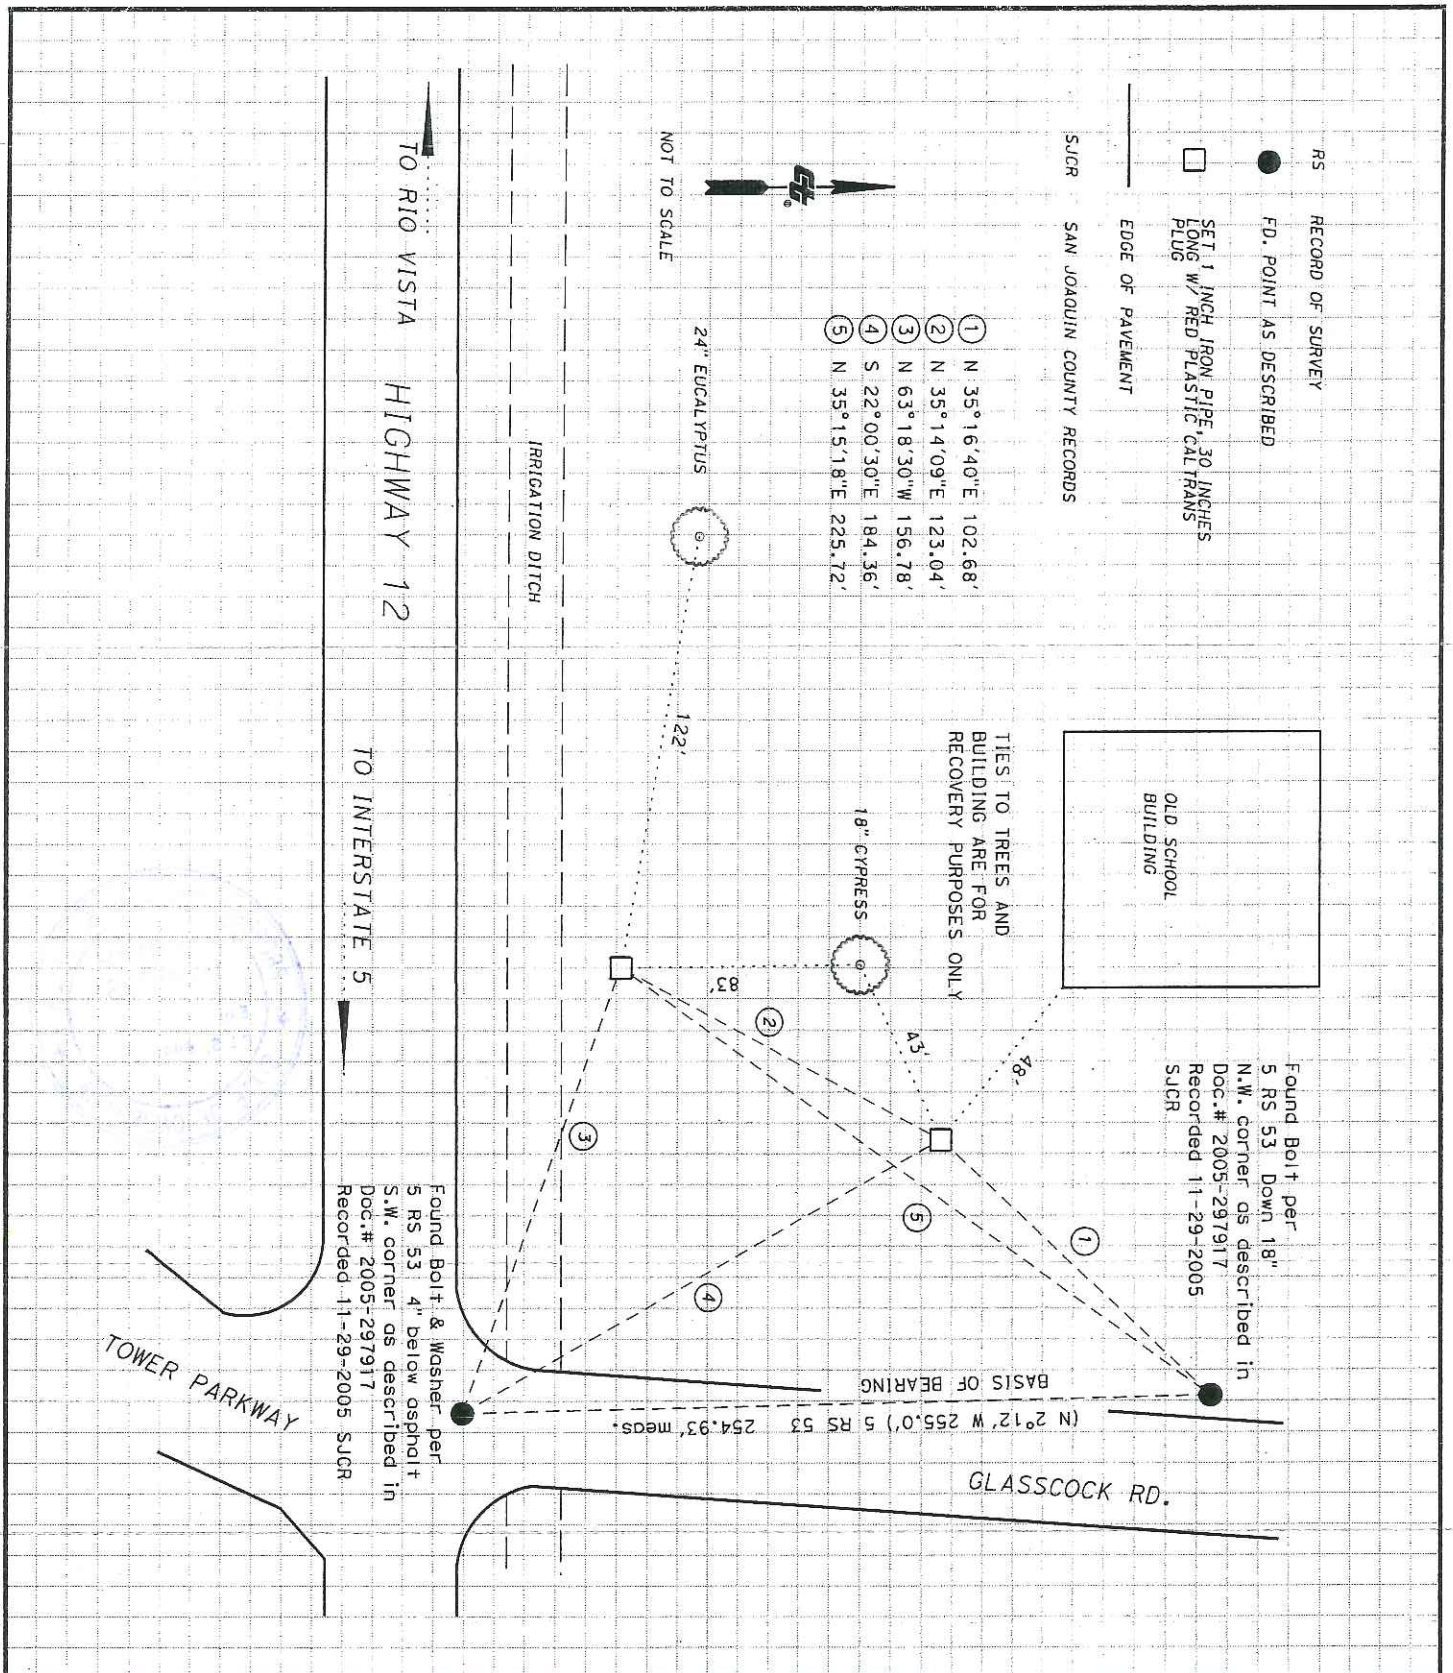 RS RECORD OF SURVEY
FD. POINT AS DESCRIBED
SET 1 INCH IRON PIPE, 30 INCHES
LONG W/ RED PLASTIC CALTRANS
PLUG
EDGE OF PAVEMENT
SJCR SAN JOAQUIN COUNTY RECORDS
NOT TO SCALE
① N 35°16'40"E 102.68'
② N 35°14'09"E 123.04'
③ N 63°18'30"W 156.78'
④ S 22°00'30"E 184.36'
⑤ N 35°15'18"E 225.72'
OLD SCHOOL
BUILDING
TIES TO TREES AND
BUILDING ARE FOR
RECOVERY PURPOSES ONLY
18" CYPRESS
24" EUCALYPTUS
122'
83'
43'
48'
①
②
③
④
⑤
Found Bolt per
5 RS 53 Down 18"
N.W. corner as described in
Doc.# 2005-297917
Recorded 11-29-2005
SJCR
BASIS OF BEARING
(N 2°12' W 255.0') 5 RS 53 254.93' meas.
GLASSCOCK RD.
IRRIGATION DITCH
TO RIO VISTA HIGHWAY 12 TO INTERSTATE 5
Found Bolt & Washer per
5 RS 53 4" below asphalt
S.W. corner as described in
Doc.# 2005-297917
Recorded 11-29-2005 SJCR
TOWER PARKWAY